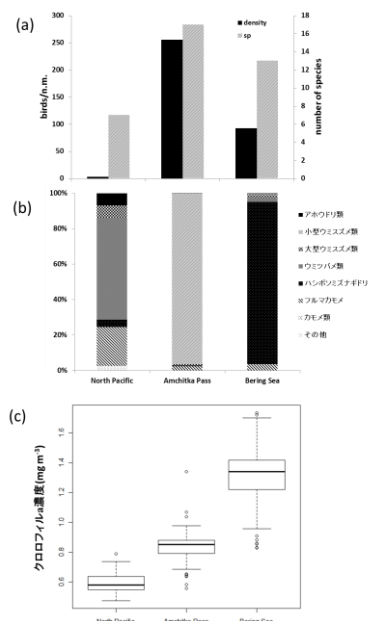 (a)
300
250
200
150
100
50
0
birds/n.m.
density
sp
18
16
14
12
10
8
6
4
2
0
number of species
(b)
100%
80%
60%
40%
20%
0%
North Pacific Amchitka Pass Bering Sea
アホウドリ類
小型ウミスズメ類
大型ウミスズメ類
ウミツバメ類
ハシボソミズナギドリ
フルマカモメ
カモメ類
その他
(c)
クロロフィルa濃度(mg m⁻³)
1.6
1.4
1.2
1.0
0.8
0.6
North Pacific Amchitka Pass Bering Sea